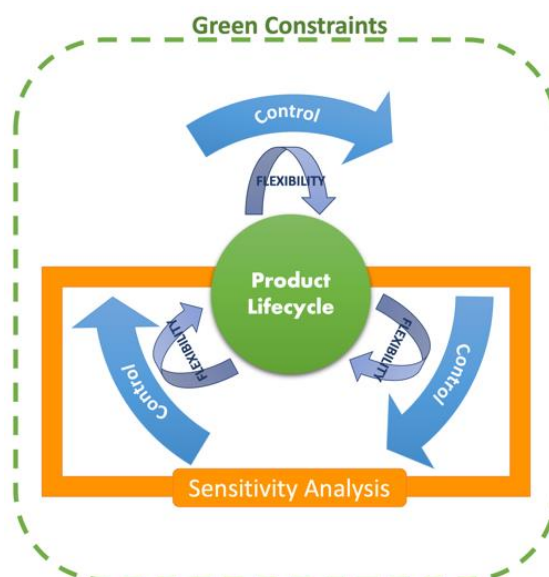 Green Constraints
Control
FLEXIBILITY
Product
Lifecycle
FLEXIBILITY
FLEXIBILITY
Control
Control
Sensitivity Analysis